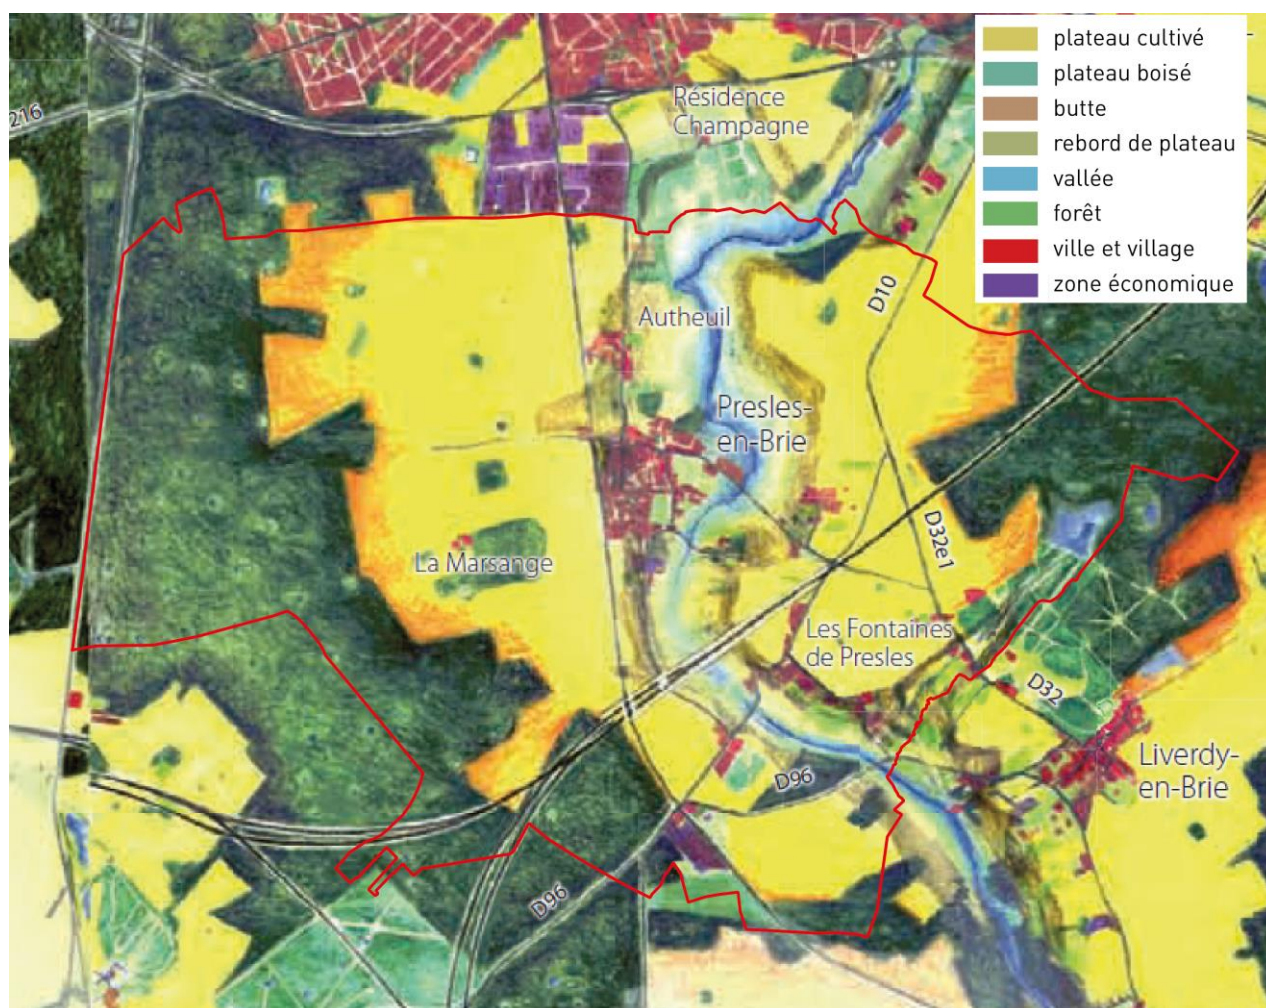 plateau cultivé
plateau boisé
butte
rebord de plateau
vallée
forêt
ville et village
zone économique
216
Résidence
Champagne
D10
Autheuil
Presles-
en-Brie
D32e1
La Marsange
Les Fontaines
de Presles
D32
Liverdy-
en-Brie
D96
D96